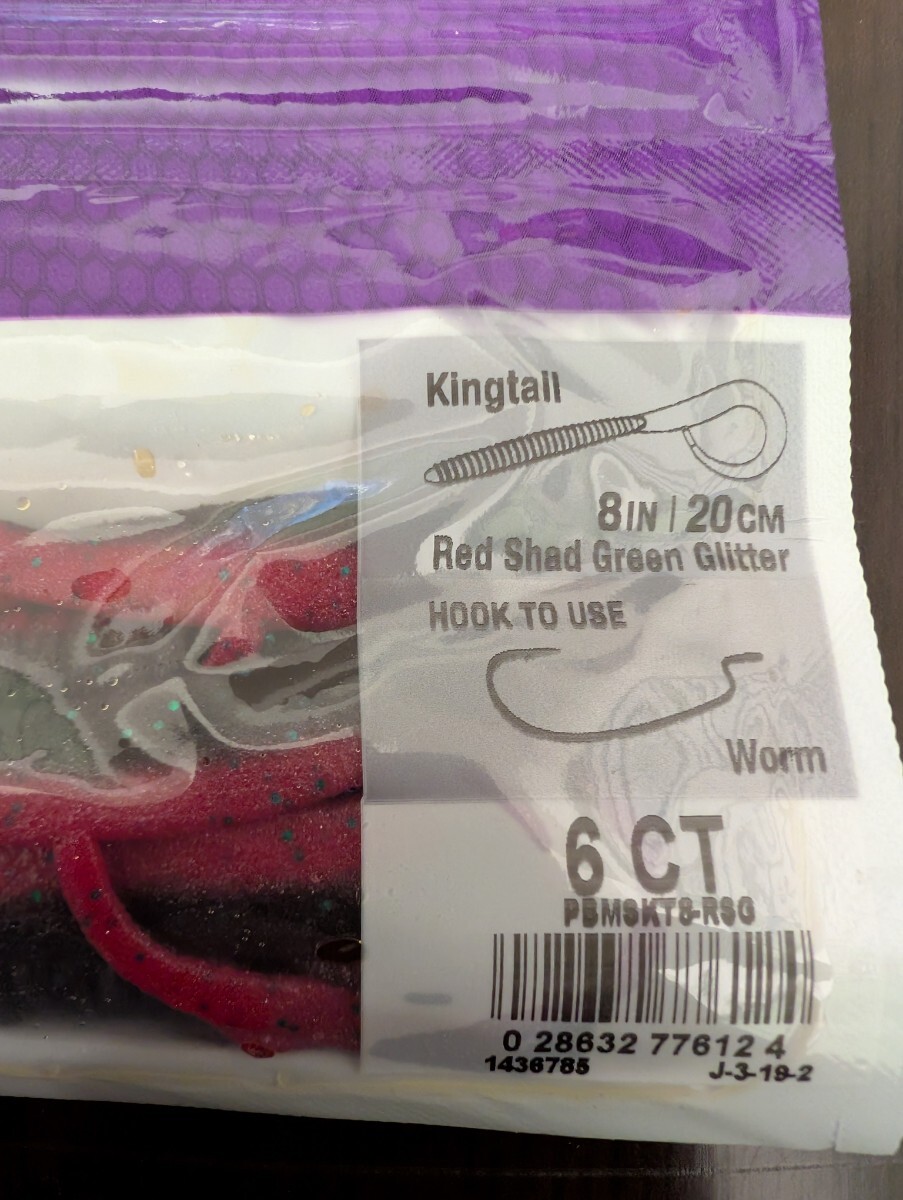 Kingtail
8IN / 20CM
Red Shad Green Glitter
HOOK TO USE
Worm
6 CT
PBMSKT8-RSG
0 28632 77612 4
1436785
J-3-19-2